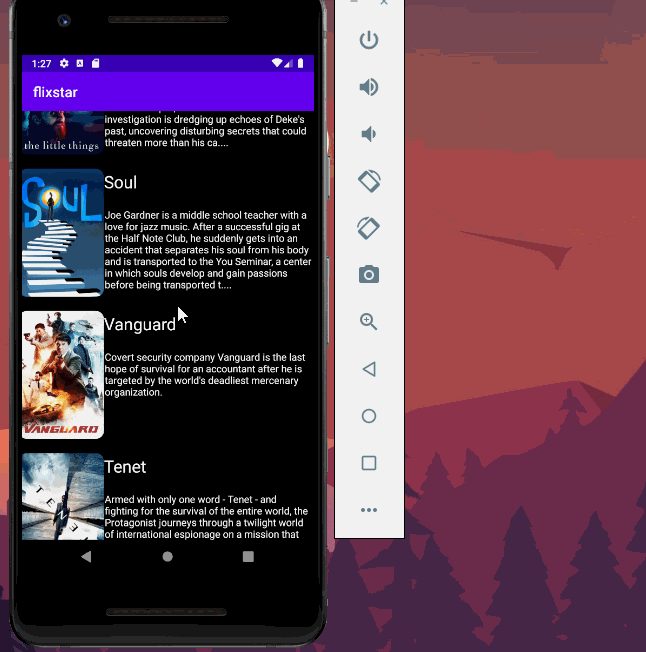 1:27
flixstar
investigation is dredging up echoes of Deke's
past, uncovering disturbing secrets that could
threaten more than his ca....
the little things
Soul
SOUL
Joe Gardner is a middle school teacher with a
love for jazz music. After a successful gig at
the Half Note Club, he suddenly gets into an
accident that separates his soul from his body
and is transported to the You Seminar, a center
in which souls develop and gain passions
before being transported t....
Vanguard
Covert security company Vanguard is the last
hope of survival for an accountant after he is
targeted by the world's deadliest mercenary
organization.
VANGUARD
Tenet
TENET
Armed with only one word - Tenet - and
fighting for the survival of the entire world, the
Protagonist journeys through a twilight world
of international espionage on a mission that